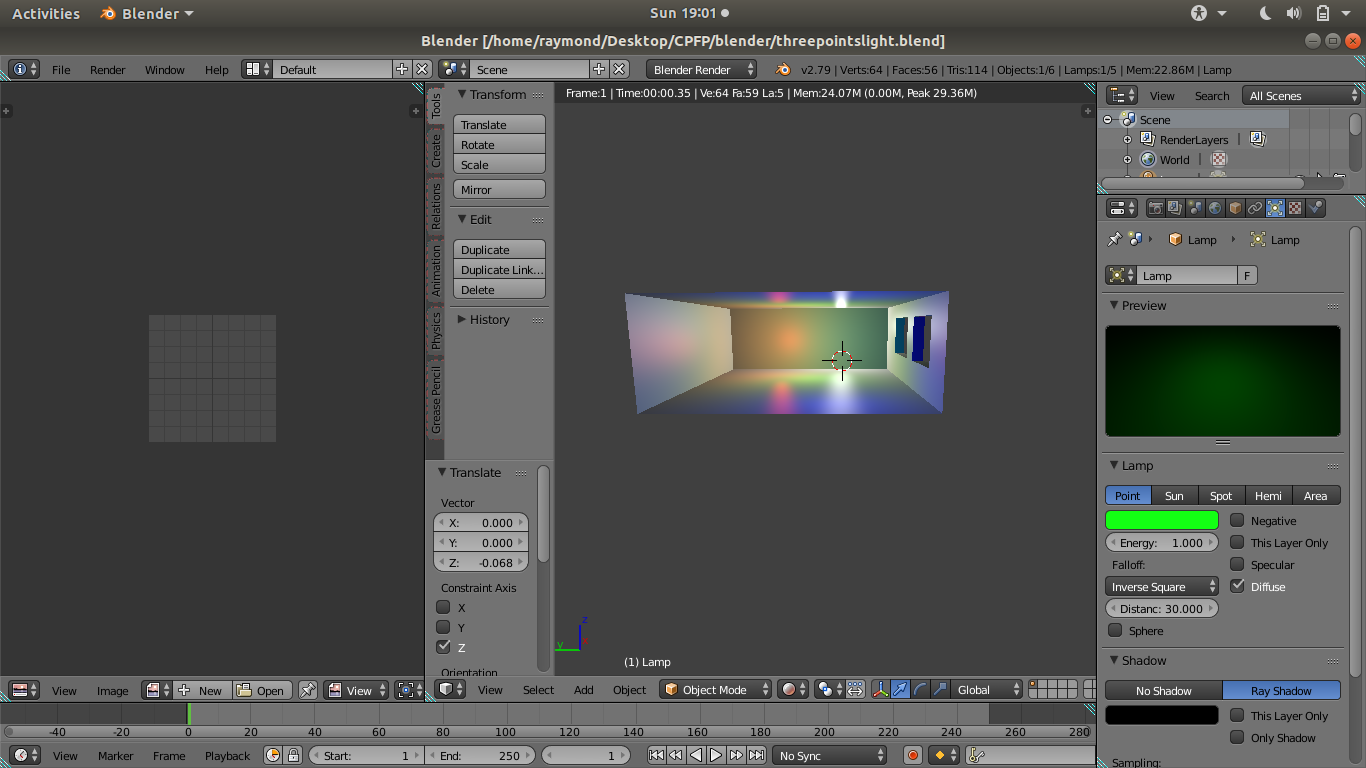 Activities Blender Sun 19:01
Blender [/home/raymond/Desktop/CPFP/blender/threepointslight.blend]
File Render Window Help Default Scene Blender Render v2.79 | Verts:64 | Faces:56 | Tris:114 | Objects:1/6 | Lamps:1/5 | Mem:22.86M | Lamp
Tools
Create
Relations
Animation
Physics
Grease Pencil
Transform
Translate
Rotate
Scale
Mirror
Edit
Duplicate
Duplicate Link...
Delete
History
Translate
Vector
X: 0.000
Y: 0.000
Z: -0.068
Constraint Axis
X
Y
Z
Orientation
Frame:1 | Time:00:00.35 | Ve:64 Fa:59 La:5 | Mem:24.07M (0.00M, Peak 29.36M)
z
y
(1) Lamp
View Search All Scenes
Scene
RenderLayers |
World |
Lamp Lamp
Lamp F
Preview
Lamp
Point Sun Spot Hemi Area
Negative
Energy: 1.000 This Layer Only
Falloff: Specular
Inverse Square Diffuse
Distanc: 30.000
Sphere
Shadow
No Shadow Ray Shadow
This Layer Only
Only Shadow
Sampling:
View Image New Open View
View Select Add Object Object Mode Global
-40 -20 0 20 40 60 80 100 120 140 160 180 200 220 240 260 280
View Marker Frame Playback Start: 1 End: 250 1 No Sync